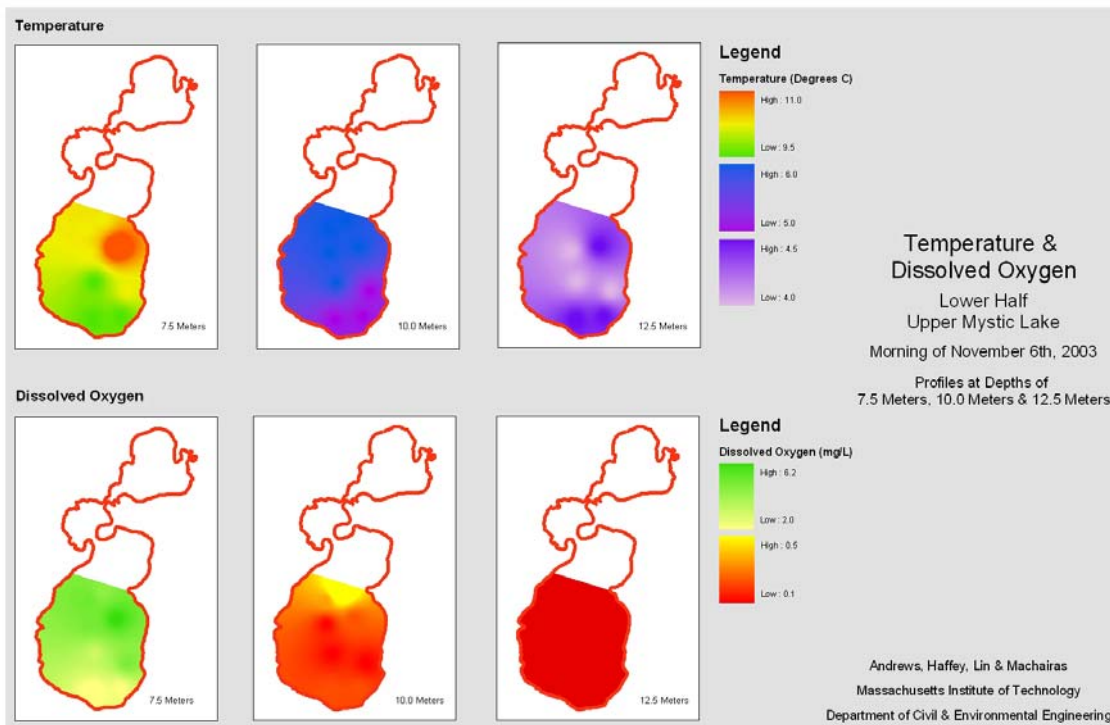 Temperature
7.5 Meters
10.0 Meters
12.5 Meters
Legend
Temperature (Degrees C)
High : 11.0
Low : 9.5
High : 6.0
Low : 5.0
High : 4.5
Low : 4.0
Temperature &
Dissolved Oxygen
Lower Half
Upper Mystic Lake
Morning of November 6th, 2003
Profiles at Depths of
7.5 Meters, 10.0 Meters & 12.5 Meters
Dissolved Oxygen
7.5 Meters
10.0 Meters
12.5 Meters
Legend
Dissolved Oxygen (mg/L)
High : 6.2
Low : 2.0
High : 0.5
Low : 0.1
Andrews, Haffey, Lin & Machairas
Massachusetts Institute of Technology
Department of Civil & Environmental Engineering